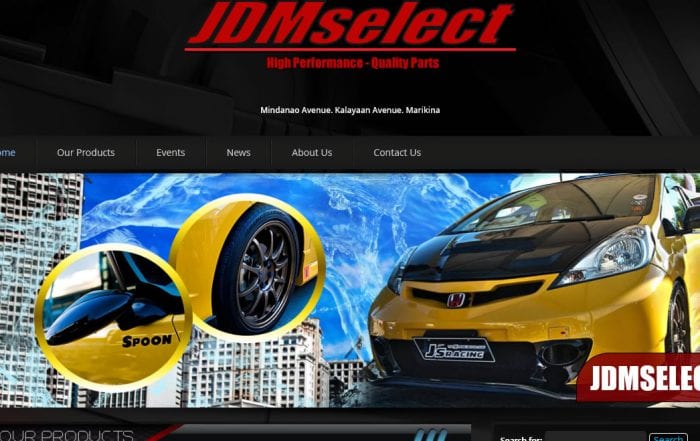 JDMselect
High Performance - Quality Parts
Mindanao Avenue. Kalayaan Avenue. Marikina
ome
Our Products
Events
News
About Us
Contact Us
SPOON
J'S RACING
JDMSELEC
OUR PRODUCTS
Search for:
Search